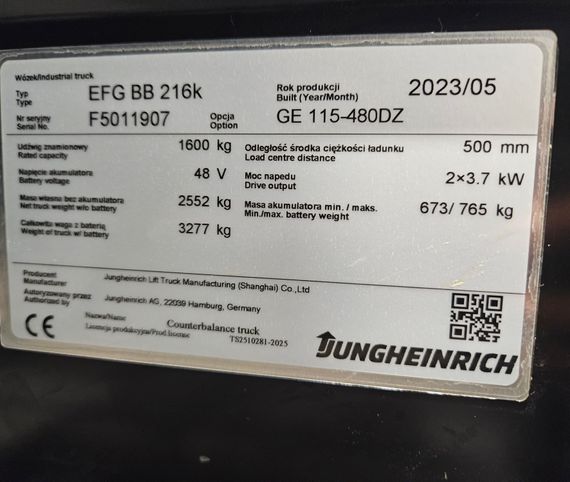 Wózek/Industrial truck
Typ
Type
EFG BB 216k
Rok produkcji
Built (Year/Month)
2023/05
Nr seryjny
Serial No.
F5011907
Opcja
Option
GE 115-480DZ
Udźwig znamionowy
Rated capacity
1600 kg
Odległość środka ciężkości ładunku
Load centre distance
500 mm
Napięcie akumulatora
Battery voltage
48 V
Moc napedu
Drive output
2×3.7 kW
Masa własna bez akumulatora
Net truck weight w/o battery
2552 kg
Masa akumulatora min. / maks.
Min./max. battery weight
673/ 765 kg
Całkowita waga z baterią
Weight of truck w/ battery
3277 kg
Producent
Manufacturer
Jungheinrich Lift Truck Manufacturing (Shanghai) Co.,Ltd
Autoryzowany przez
Authorized by
Jungheinrich AG, 22039 Hamburg, Germany
CE
Nazwa/Name
Counterbalance truck
Licencja produkcyjna/Prod license
TS2510281-2025
JUNGHEINRICH